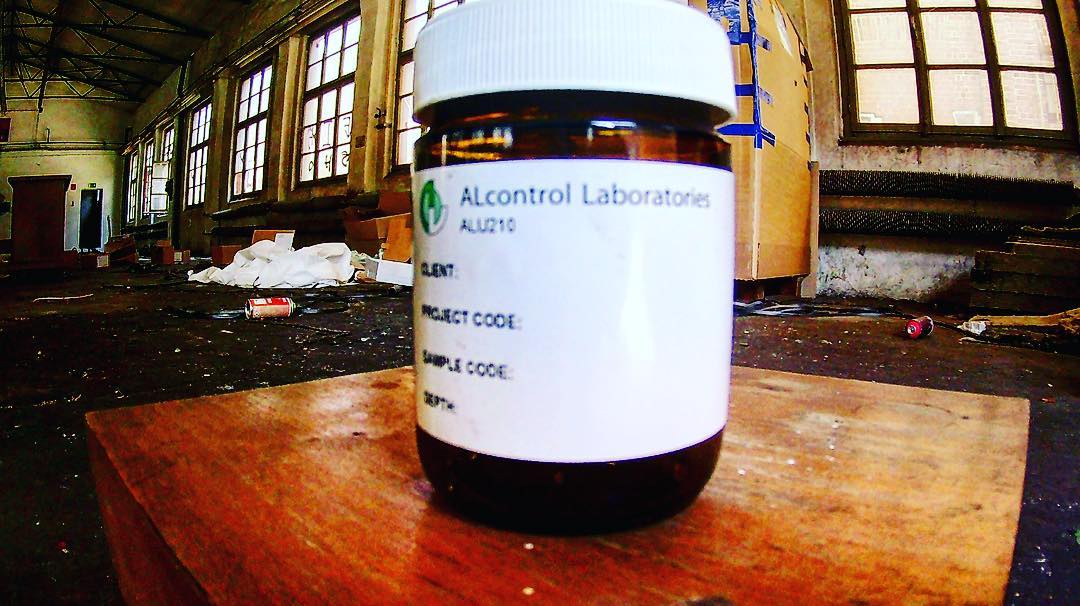 ALcontrol Laboratories
ALU210
CLIENT:
PROJECT CODE:
SAMPLE CODE:
DEPTH: